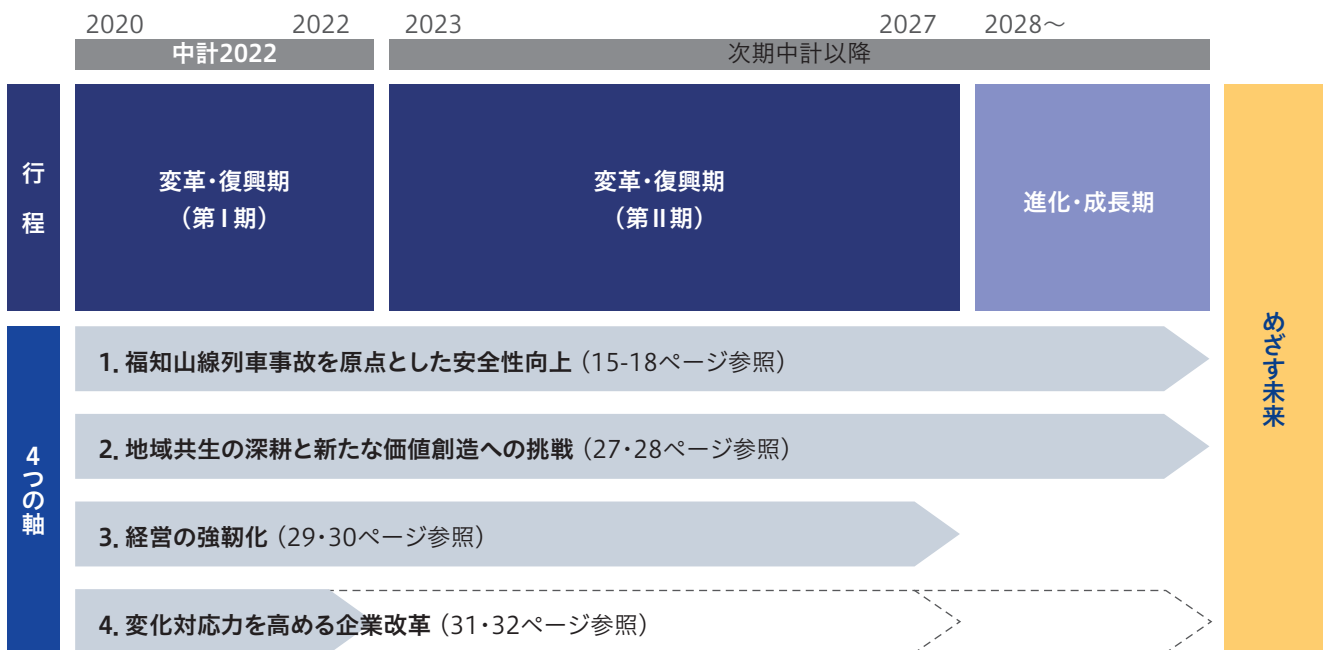 2020 2022 2023 2027 2028～
中計2022 次期中計以降
行程
変革・復興期
（第Ⅰ期）
変革・復興期
（第Ⅱ期）
進化・成長期
めざす未来
4つの軸
1. 福知山線列車事故を原点とした安全性向上（15-18ページ参照）
2. 地域共生の深耕と新たな価値創造への挑戦（27・28ページ参照）
3. 経営の強靭化（29・30ページ参照）
4. 変化対応力を高める企業改革（31・32ページ参照）